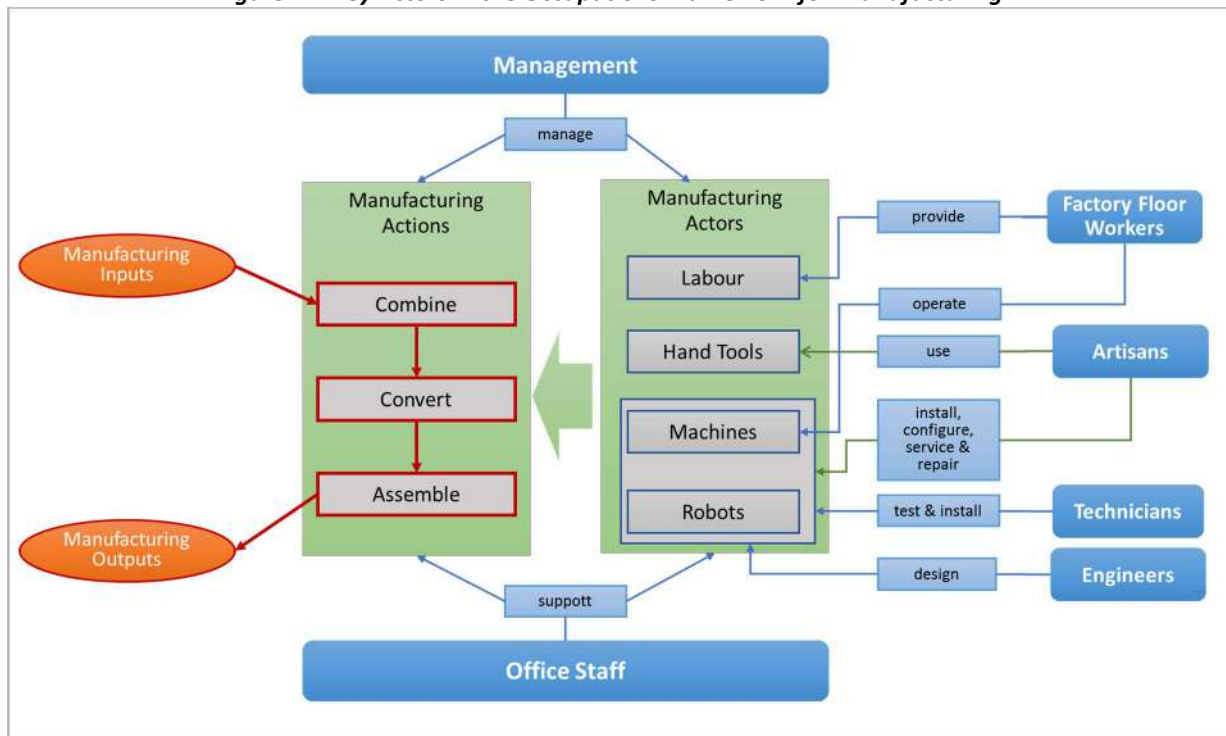 Management
manage
Manufacturing
Actions
Manufacturing
Actors
Manufacturing
Inputs
Combine
Convert
Assemble
Manufacturing
Outputs
Labour
Hand Tools
Machines
Robots
provide
Factory Floor
Workers
operate
use
Artisans
install,
configure,
service &
repair
test & install
Technicians
design
Engineers
suppott
Office Staff